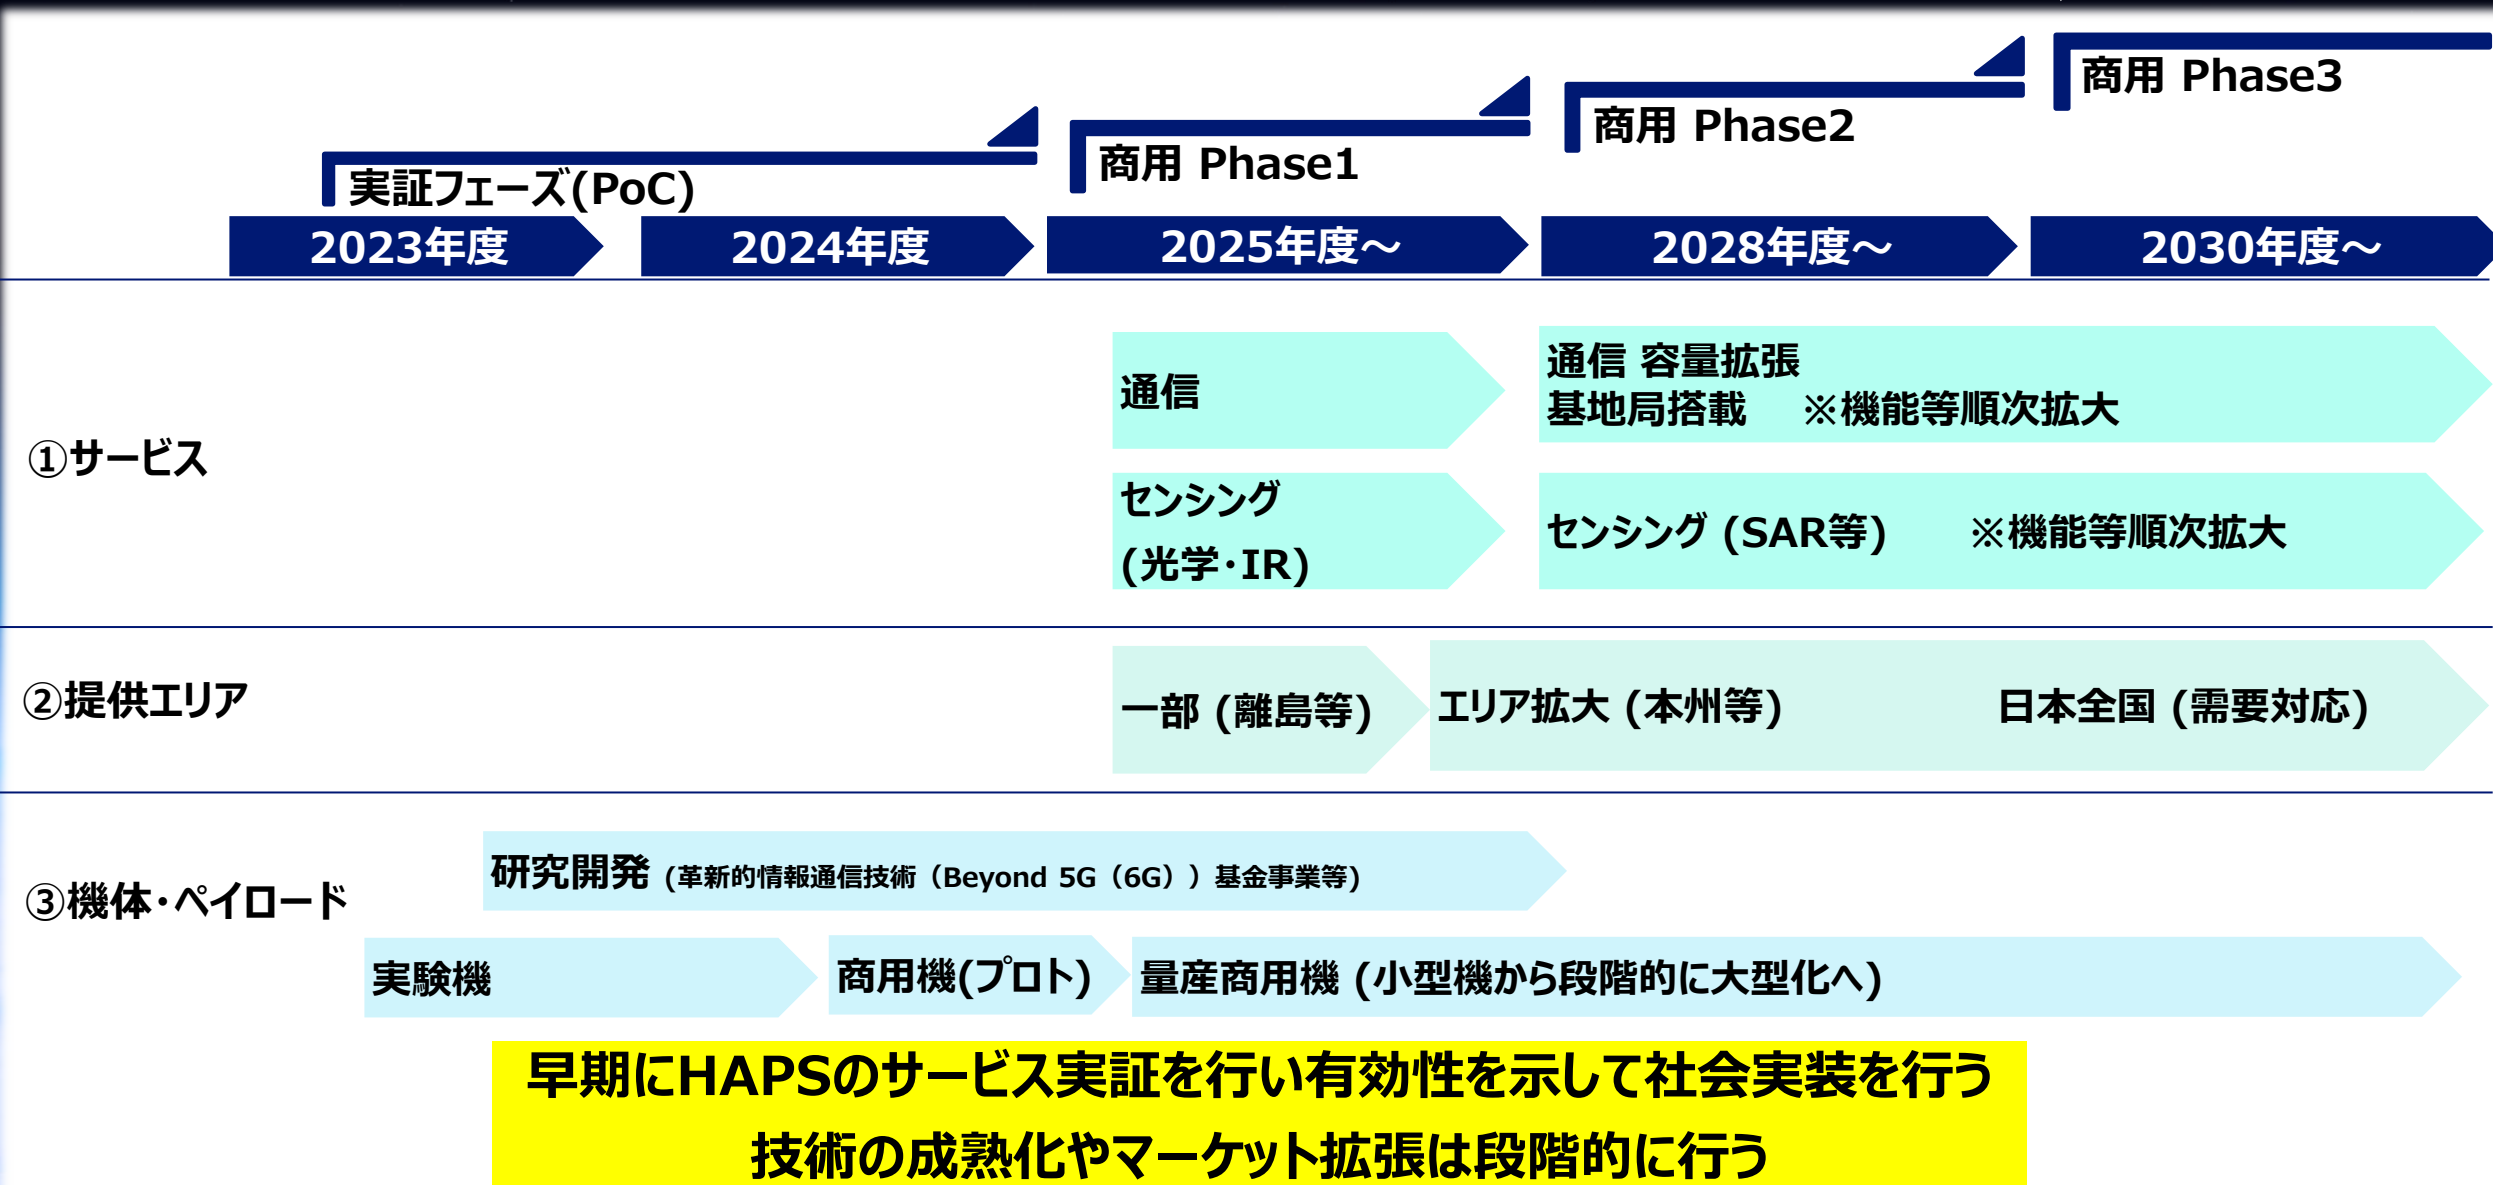 商用 Phase3
商用 Phase2
商用 Phase1
実証フェーズ(PoC)
2023年度
2024年度
2025年度～
2028年度～
2030年度～
①サービス
通信
通信 容量拡張
基地局搭載 ※機能等順次拡大
センシング
(光学・IR)
センシング (SAR等) ※機能等順次拡大
②提供エリア
一部 (離島等)
エリア拡大 (本州等)
日本全国 (需要対応)
③機体・ペイロード
研究開発 (革新的情報通信技術（Beyond 5G（6G））基金事業等)
実験機
商用機(プロト)
量産商用機 (小型機から段階的に大型化へ)
早期にHAPSのサービス実証を行い有効性を示して社会実装を行う
技術の成熟化やマーケット拡張は段階的に行う